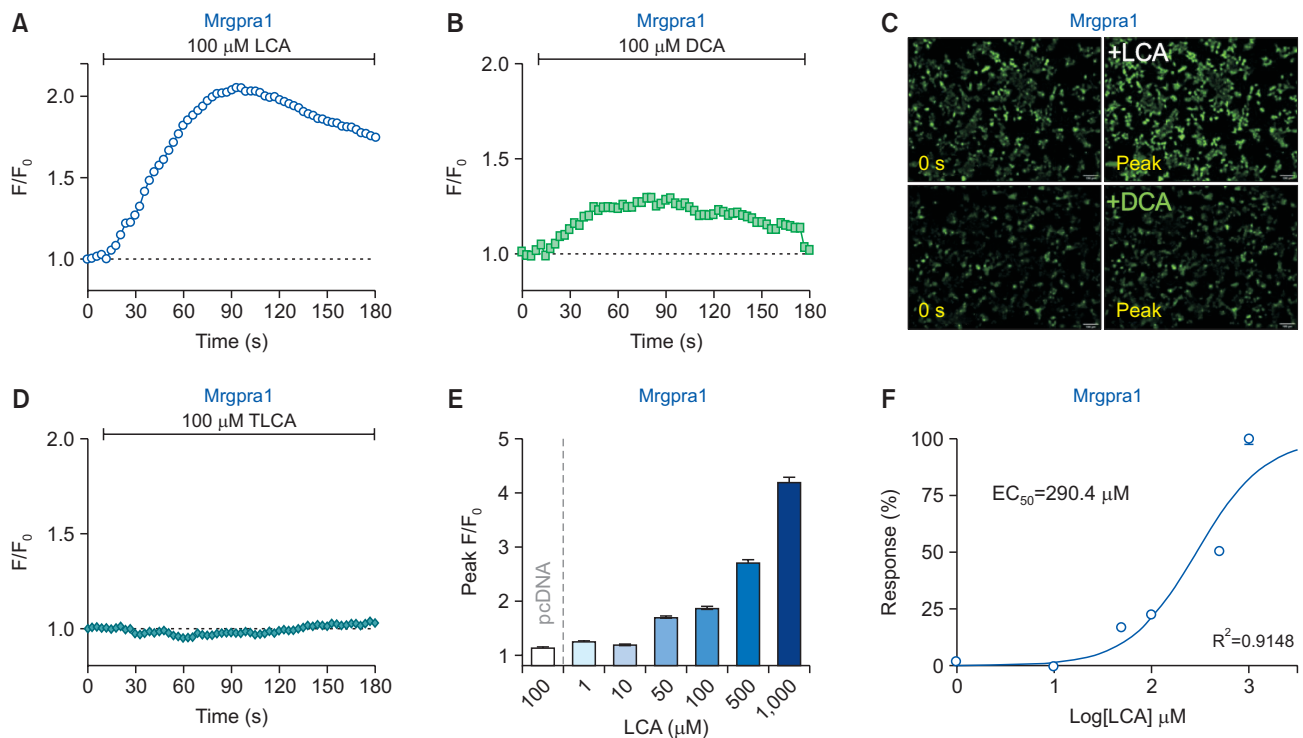 A
Mrgpra1
100 μM LCA
2.0
1.5
1.0
F/F0
0 30 60 90 120 150 180
Time (s)
B
Mrgpra1
100 μM DCA
2.0
1.5
1.0
F/F0
0 30 60 90 120 150 180
Time (s)
C
Mrgpra1
+LCA
0 s
Peak
+DCA
0 s
Peak
D
Mrgpra1
100 μM TLCA
2.0
1.5
1.0
F/F0
0 30 60 90 120 150 180
Time (s)
E
Mrgpra1
5
4
3
2
1
Peak F/F0
pcDNA
100 1 10 50 100 500 1,000
LCA (μM)
F
Mrgpra1
100
75
50
25
0
Response (%)
EC50=290.4 μM
R2=0.9148
0 1 2 3
Log[LCA] μM